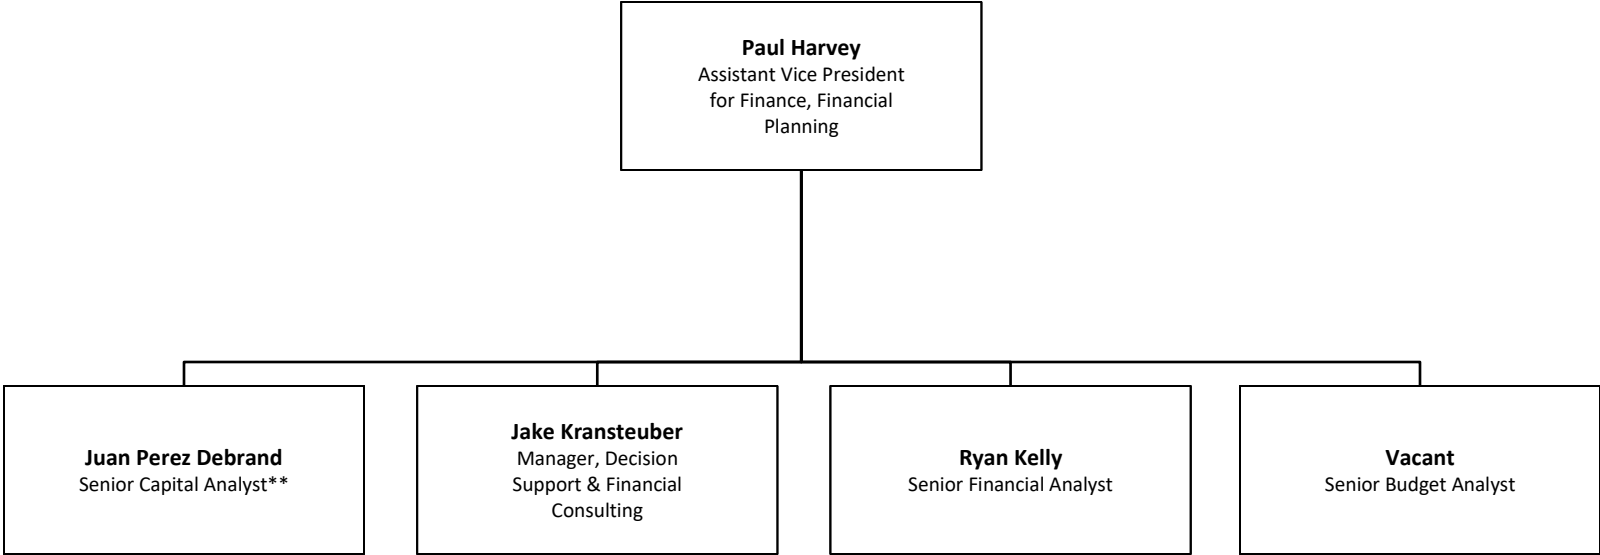 Paul Harvey
Assistant Vice President
for Finance, Financial
Planning
Juan Perez Debrand
Senior Capital Analyst**
Jake Kransteuber
Manager, Decision
Support & Financial
Consulting
Ryan Kelly
Senior Financial Analyst
Vacant
Senior Budget Analyst